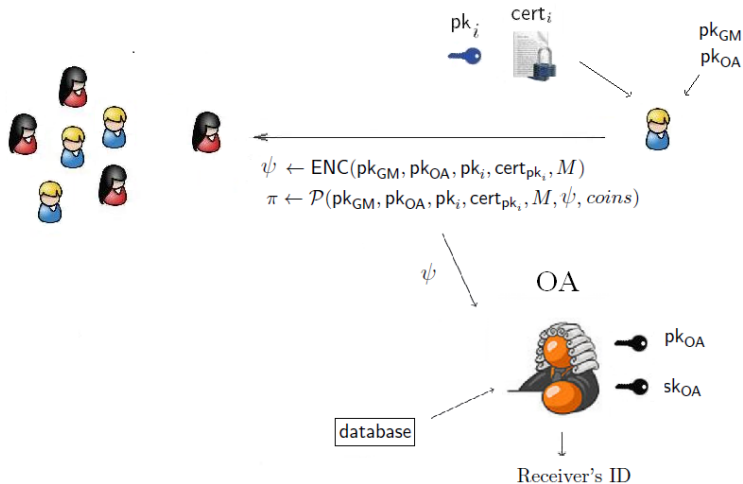 pk_i cert_i
pk_GM
pk_OA
ψ ← ENC(pk_GM, pk_OA, pk_i, cert_pk_i, M)
π ← 𝒫(pk_GM, pk_OA, pk_i, cert_pk_i, M, ψ, coins)
ψ
OA
pk_OA
sk_OA
database
Receiver's ID